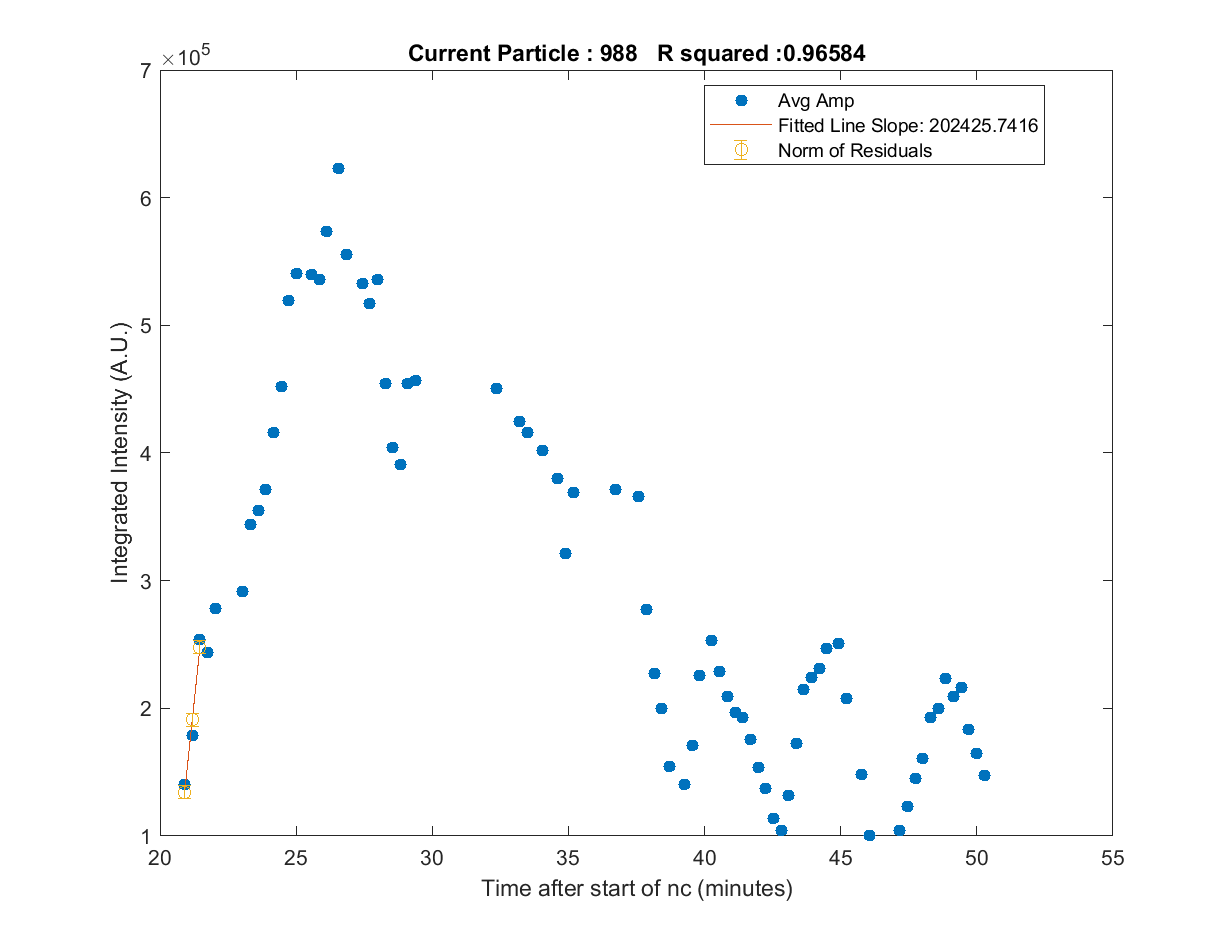 Current Particle : 988 R squared :0.96584
×10^5
7
6
5
4
3
2
1
20 25 30 35 40 45 50 55
Integrated Intensity (A.U.)
Time after start of nc (minutes)
Avg Amp
Fitted Line Slope: 202425.7416
Norm of Residuals